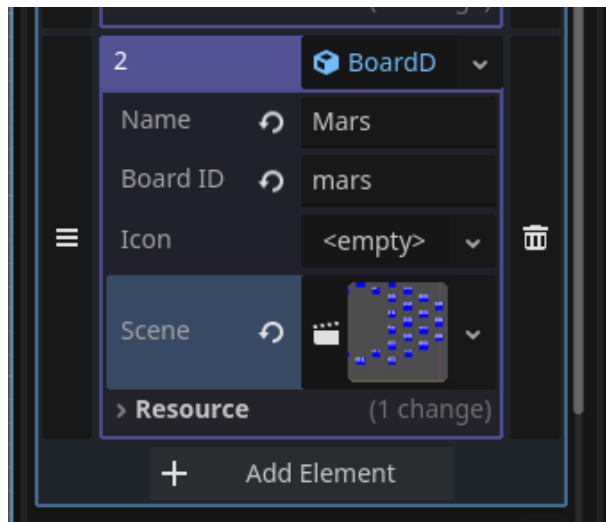 2 BoardD
Name Mars
Board ID mars
Icon <empty>
Scene
Resource (1 change)
Add Element